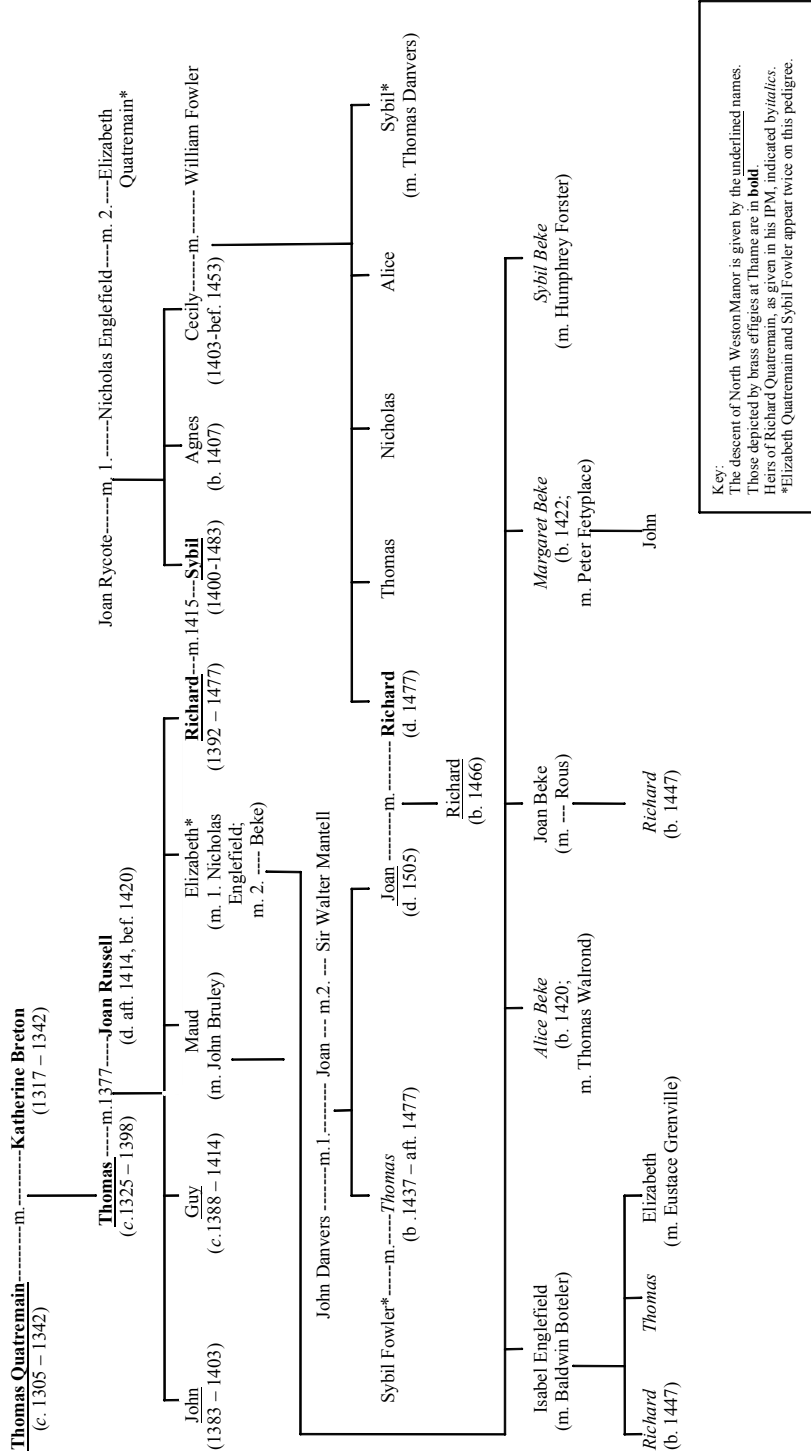 Thomas Quatremain---------m.---------Katherine Breton
(c. 1305 – 1342)
(1317 – 1342)
Thomas -----m.1377-----Joan Russell
(c.1325 – 1398)
(d. aft. 1414, bef. 1420)
Joan Rycote------m. 1.-----Nicholas Englefield----m. 2.----Elizabeth
Quatremain*
John
(1383 – 1403)
Guy
(c.1388 – 1414)
Maud
(m. John Bruley)
Elizabeth*
(m. 1. Nicholas
Englefield;
m. 2. ---- Beke)
Richard---m.1415---Sybil
(1392 – 1477)
(1400-1483)
Agnes
(b. 1407)
Cecily-----m.------- William Fowler
(1403-bef. 1453)
John Danvers -------m.1.-------- Joan --- m.2. --- Sir Walter Mantell
Sybil Fowler*-----m.-----Thomas
(b .1437 – aft. 1477)
Joan --------m.--------- Richard
(d. 1505)
(d. 1477)
Thomas
Nicholas
Alice
Sybil*
(m. Thomas Danvers)
Richard
(b. 1466)
Isabel Englefield
(m. Baldwin Boteler)
Alice Beke
(b. 1420;
m. Thomas Walrond)
Joan Beke
(m. --- Rous)
Margaret Beke
(b. 1422;
m. Peter Fetyplace)
Sybil Beke
(m. Humphrey Forster)
Richard
(b. 1447)
Thomas
Elizabeth
(m. Eustace Grenville)
Richard
(b. 1447)
John
Key:
The descent of North WestonManor is given by the underlined names.
Those depicted by brass effigies at Thame are in bold.
Heirs of Richard Quatremain, as given in his IPM, indicated byitalics.
*Elizabeth Quatremain and Sybil Fowler appear twice on this pedigree.